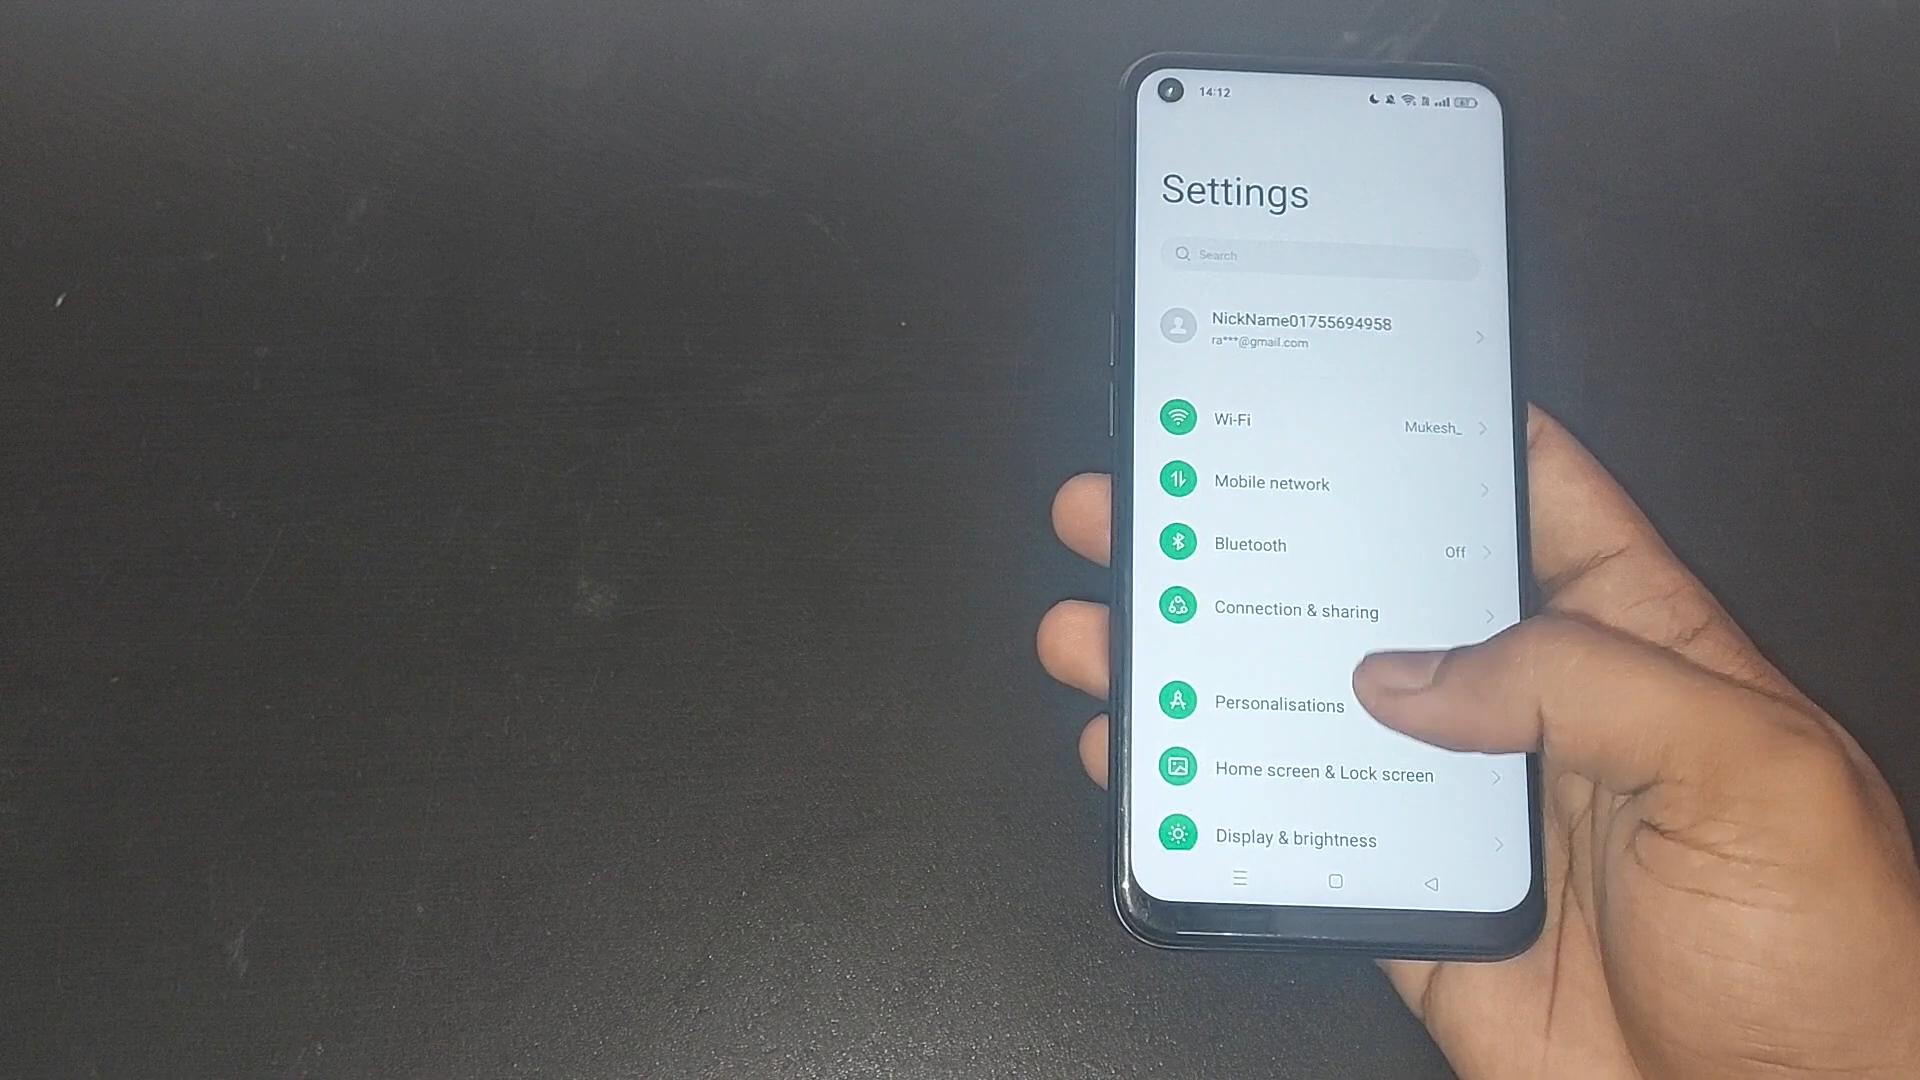 14:12
Settings
Search
NickName01755694958
ra***@gmail.com
Wi-Fi
Mukesh_
Mobile network
Bluetooth
Off
Connection & sharing
Personalisations
Home screen & Lock screen
Display & brightness